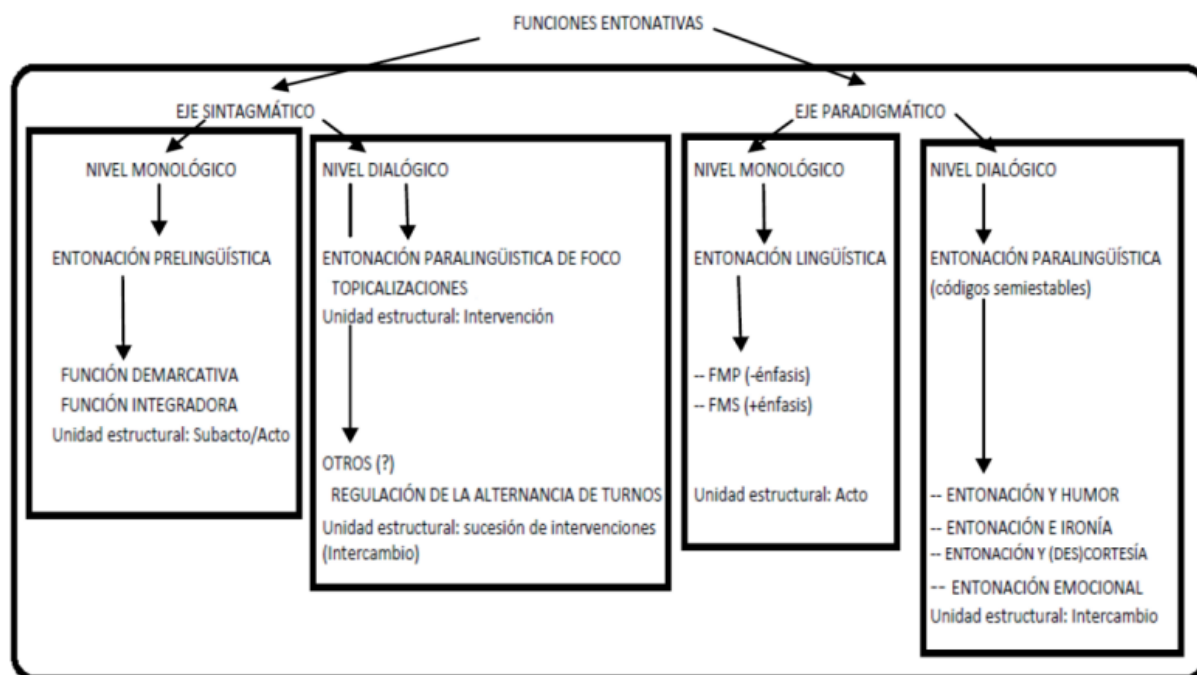 FUNCIONES ENTONATIVAS
EJE SINTAGMÁTICO
NIVEL MONOLÓGICO
ENTONACIÓN PRELINGÜÍSTICA
FUNCIÓN DEMARCATIVA
FUNCIÓN INTEGRADORA
Unidad estructural: Subacto/Acto
NIVEL DIALÓGICO
ENTONACIÓN PARALINGÜISTICA DE FOCO
TOPICALIZACIONES
Unidad estructural: Intervención
OTROS (?)
REGULACIÓN DE LA ALTERNANCIA DE TURNOS
Unidad estructural: sucesión de intervenciones
(Intercambio)
EJE PARADIGMÁTICO
NIVEL MONOLÓGICO
ENTONACIÓN LINGÜÍSTICA
-- FMP (-énfasis)
-- FMS (+énfasis)
Unidad estructural: Acto
NIVEL DIALÓGICO
ENTONACIÓN PARALINGÜÍSTICA
(códigos semiestables)
-- ENTONACIÓN Y HUMOR
-- ENTONACIÓN E IRONÍA
-- ENTONACIÓN Y (DES)CORTESÍA
-- ENTONACIÓN EMOCIONAL
Unidad estructural: Intercambio